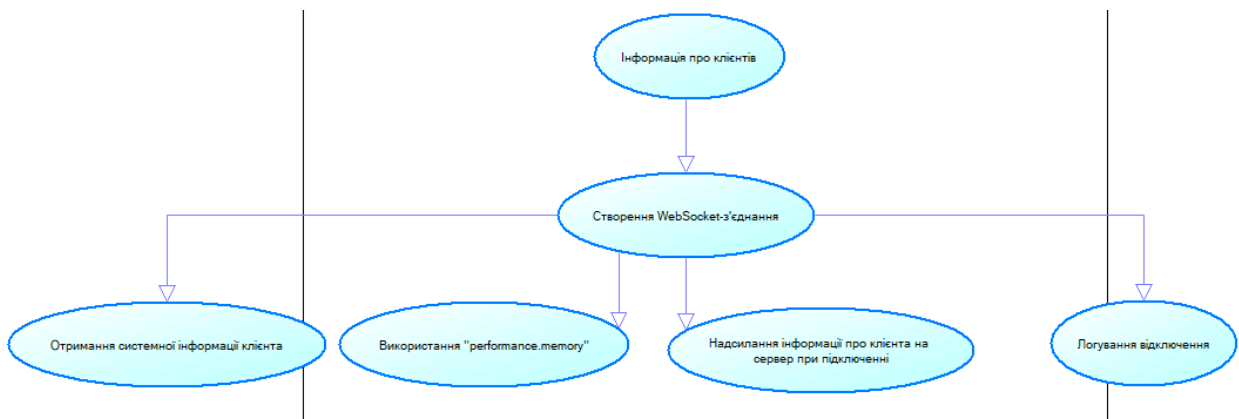 Інформація про клієнтів
Створення WebSocket-з'єднання
Отримання системної інформації клієнта
Використання "performance.memory"
Надсилання інформації про клієнта на
сервер при підключенні
Логування відключення